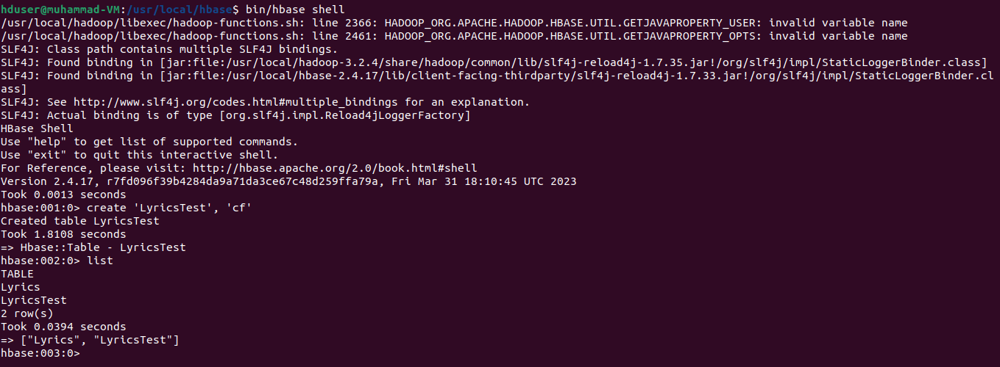 hduser@muhammad-VM:/usr/local/hbase$ bin/hbase shell
/usr/local/hadoop/libexec/hadoop-functions.sh: line 2366: HADOOP_ORG.APACHE.HADOOP.HBASE.UTIL.GETJAVAPROPERTY_USER: invalid variable name
/usr/local/hadoop/libexec/hadoop-functions.sh: line 2461: HADOOP_ORG.APACHE.HADOOP.HBASE.UTIL.GETJAVAPROPERTY_OPTS: invalid variable name
SLF4J: Class path contains multiple SLF4J bindings.
SLF4J: Found binding in [jar:file:/usr/local/hadoop-3.2.4/share/hadoop/common/lib/slf4j-reload4j-1.7.35.jar!/org/slf4j/impl/StaticLoggerBinder.class]
SLF4J: Found binding in [jar:file:/usr/local/hbase-2.4.17/lib/client-facing-thirdparty/slf4j-reload4j-1.7.33.jar!/org/slf4j/impl/StaticLoggerBinder.cl
ass]
SLF4J: See http://www.slf4j.org/codes.html#multiple_bindings for an explanation.
SLF4J: Actual binding is of type [org.slf4j.impl.Reload4jLoggerFactory]
HBase Shell
Use "help" to get list of supported commands.
Use "exit" to quit this interactive shell.
For Reference, please visit: http://hbase.apache.org/2.0/book.html#shell
Version 2.4.17, r7fd096f39b4284da9a71da3ce67c48d259ffa79a, Fri Mar 31 18:10:45 UTC 2023
Took 0.0013 seconds
hbase:001:0> create 'LyricsTest', 'cf'
Created table LyricsTest
Took 1.8108 seconds
=> Hbase::Table - LyricsTest
hbase:002:0> list
TABLE
Lyrics
LyricsTest
2 row(s)
Took 0.0394 seconds
=> ["Lyrics", "LyricsTest"]
hbase:003:0>